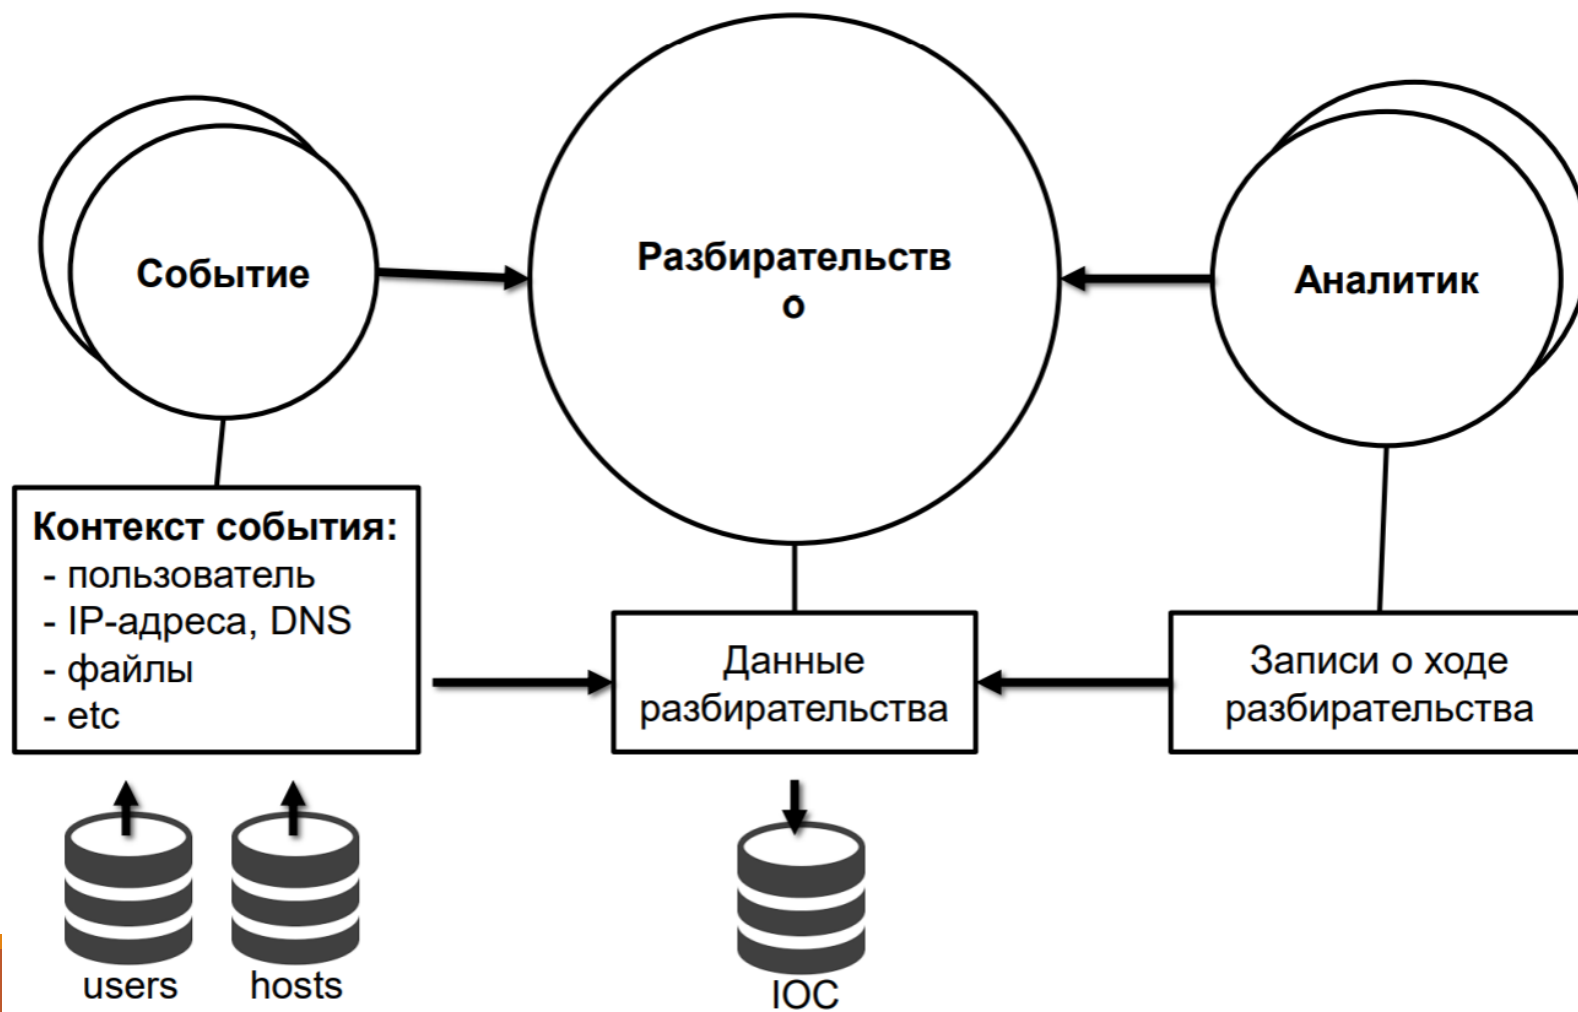 Событие
Разбирательств
о
Аналитик
Контекст события:
- пользователь
- IP-адреса, DNS
- файлы
- etc
Данные
разбирательства
Записи о ходе
разбирательства
users
hosts
IOC